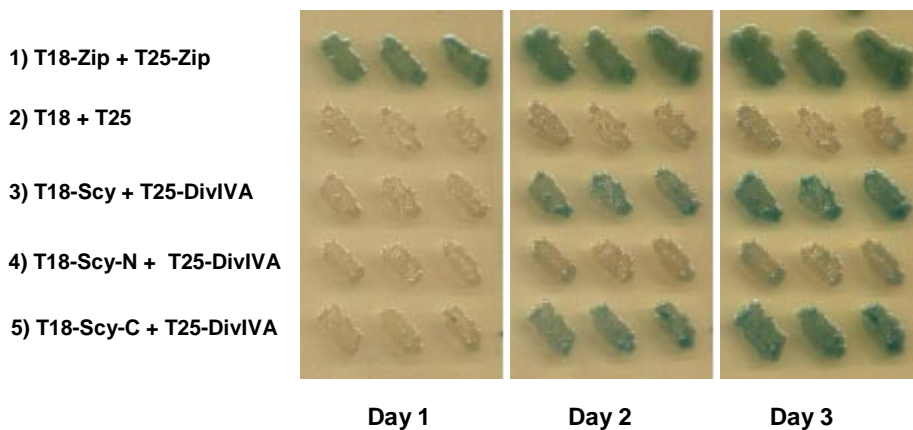 1) T18-Zip + T25-Zip
2) T18 + T25
3) T18-Scy + T25-DivIVA
4) T18-Scy-N +  T25-DivIVA
5) T18-Scy-C + T25-DivIVA
Day 1
Day 2
Day 3